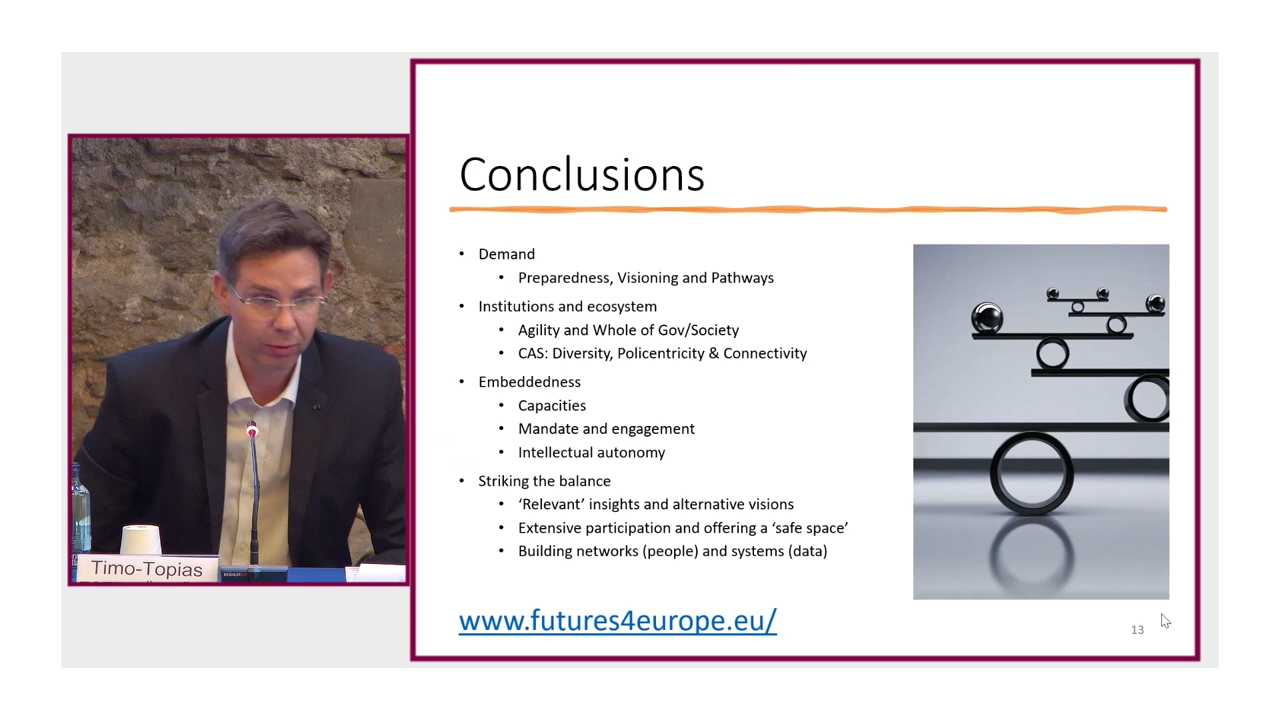 Conclusions
• Demand
• Preparedness, Visioning and Pathways
• Institutions and ecosystem
• Agility and Whole of Gov/Society
• CAS: Diversity, Policentricity & Connectivity
• Embeddedness
• Capacities
• Mandate and engagement
• Intellectual autonomy
• Striking the balance
• ‘Relevant’ insights and alternative visions
• Extensive participation and offering a ‘safe space’
• Building networks (people) and systems (data)
www.futures4europe.eu/
13
Timo-Topias